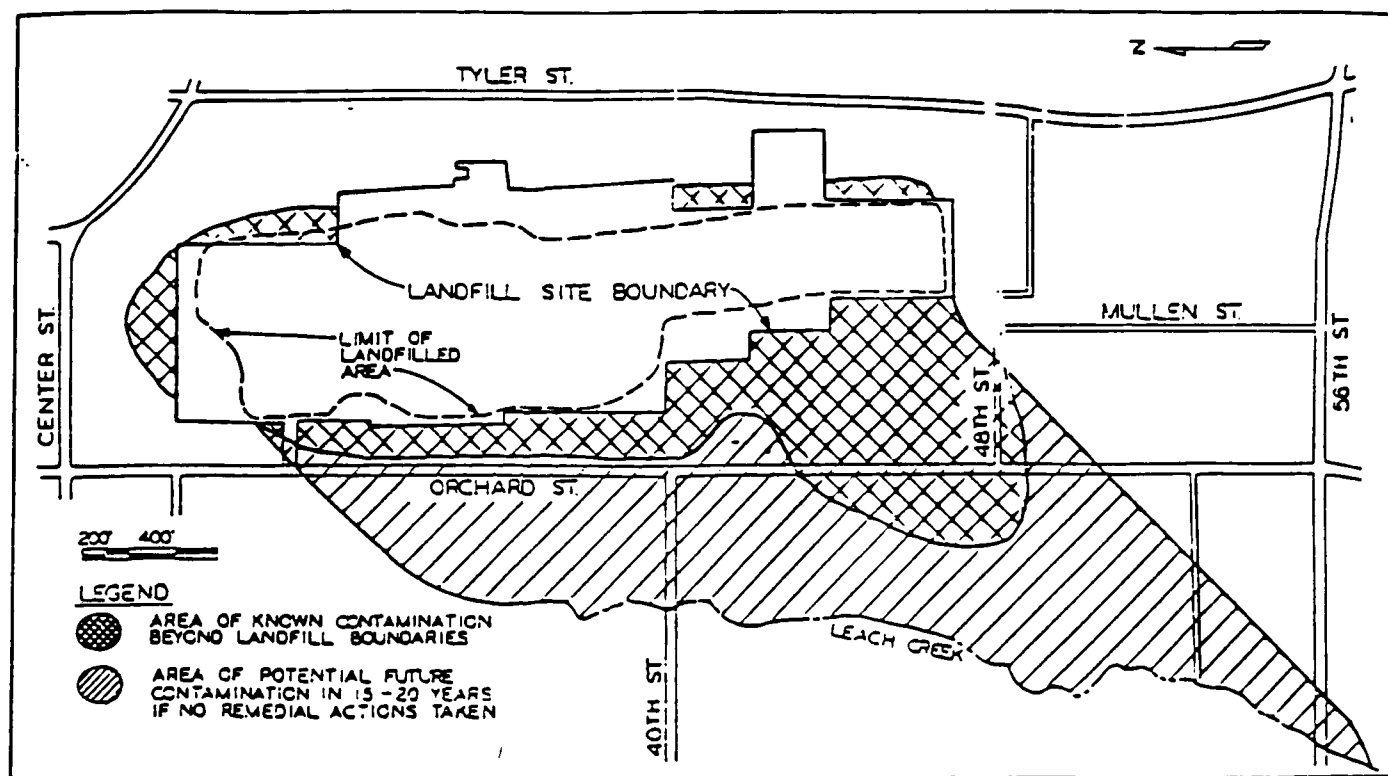 N
TYLER ST.
CENTER ST.
LANDFILL SITE BOUNDARY
LIMIT OF
LANDFILLED
AREA
MULLEN ST.
56TH ST
48TH ST.
ORCHARD ST.
200' 400'
LEGEND
AREA OF KNOWN CONTAMINATION
BEYOND LANDFILL BOUNDARIES
AREA OF POTENTIAL FUTURE
CONTAMINATION IN 15-20 YEARS
IF NO REMEDIAL ACTIONS TAKEN
40TH ST.
LEACH CREEK